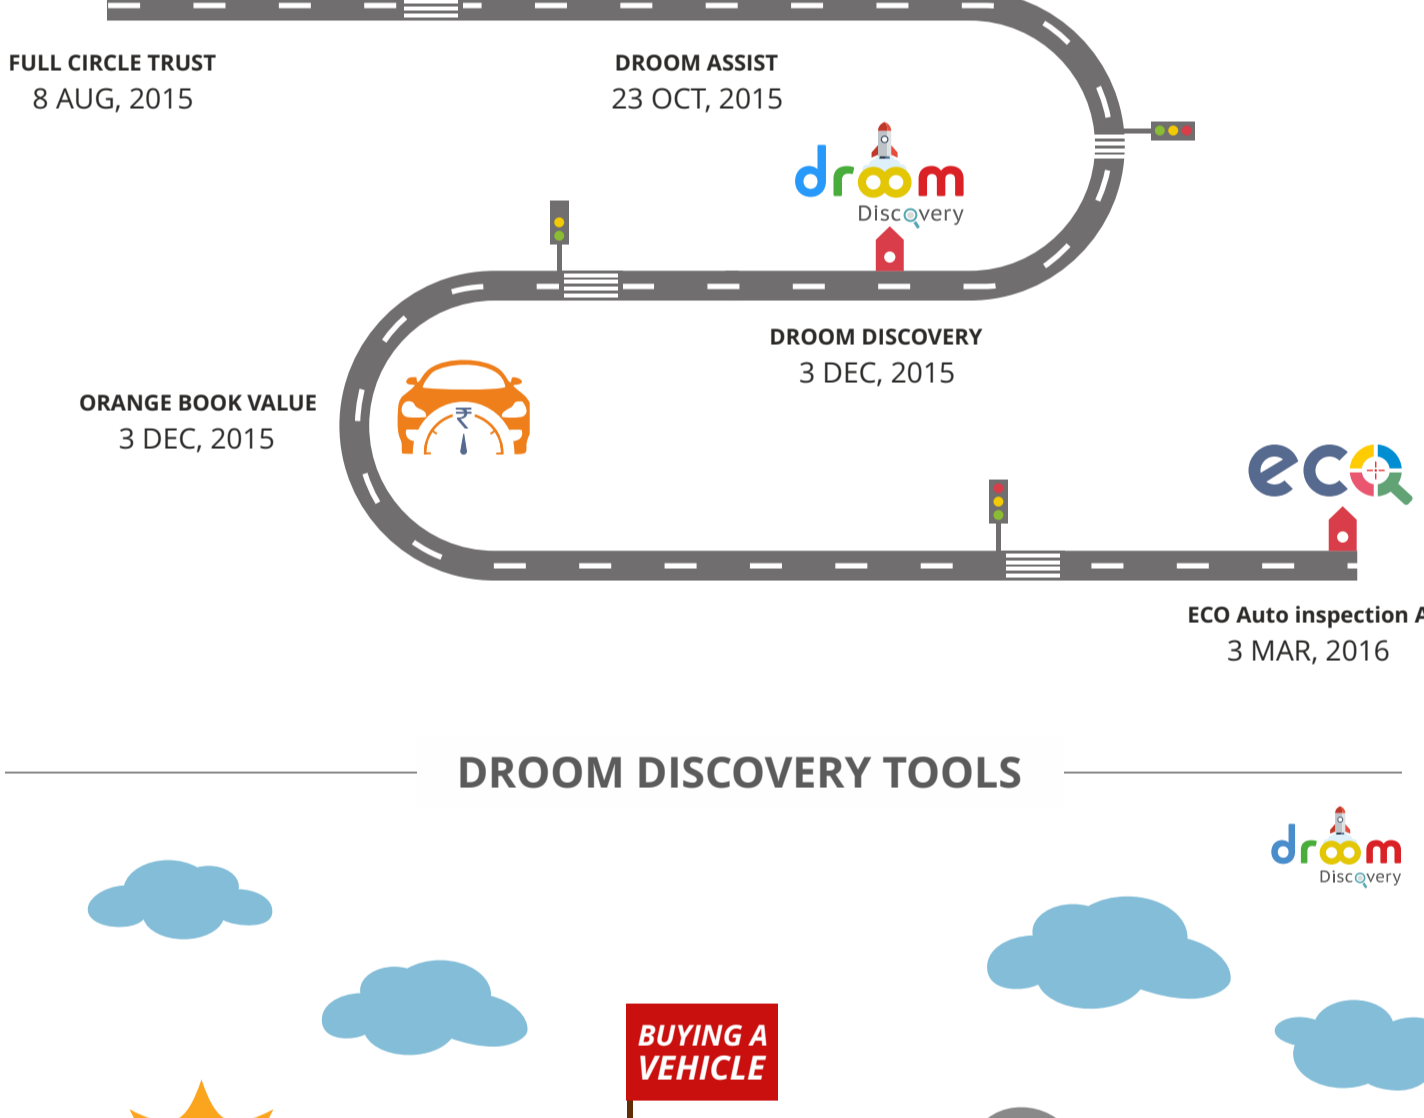 FULL CIRCLE TRUST
8 AUG, 2015
DROOM ASSIST
23 OCT, 2015
droom
Discovery
DROOM DISCOVERY
3 DEC, 2015
ORANGE BOOK VALUE
3 DEC, 2015
₹
eco
ECO Auto inspection A
3 MAR, 2016
DROOM DISCOVERY TOOLS
droom
Discovery
BUYING A
VEHICLE